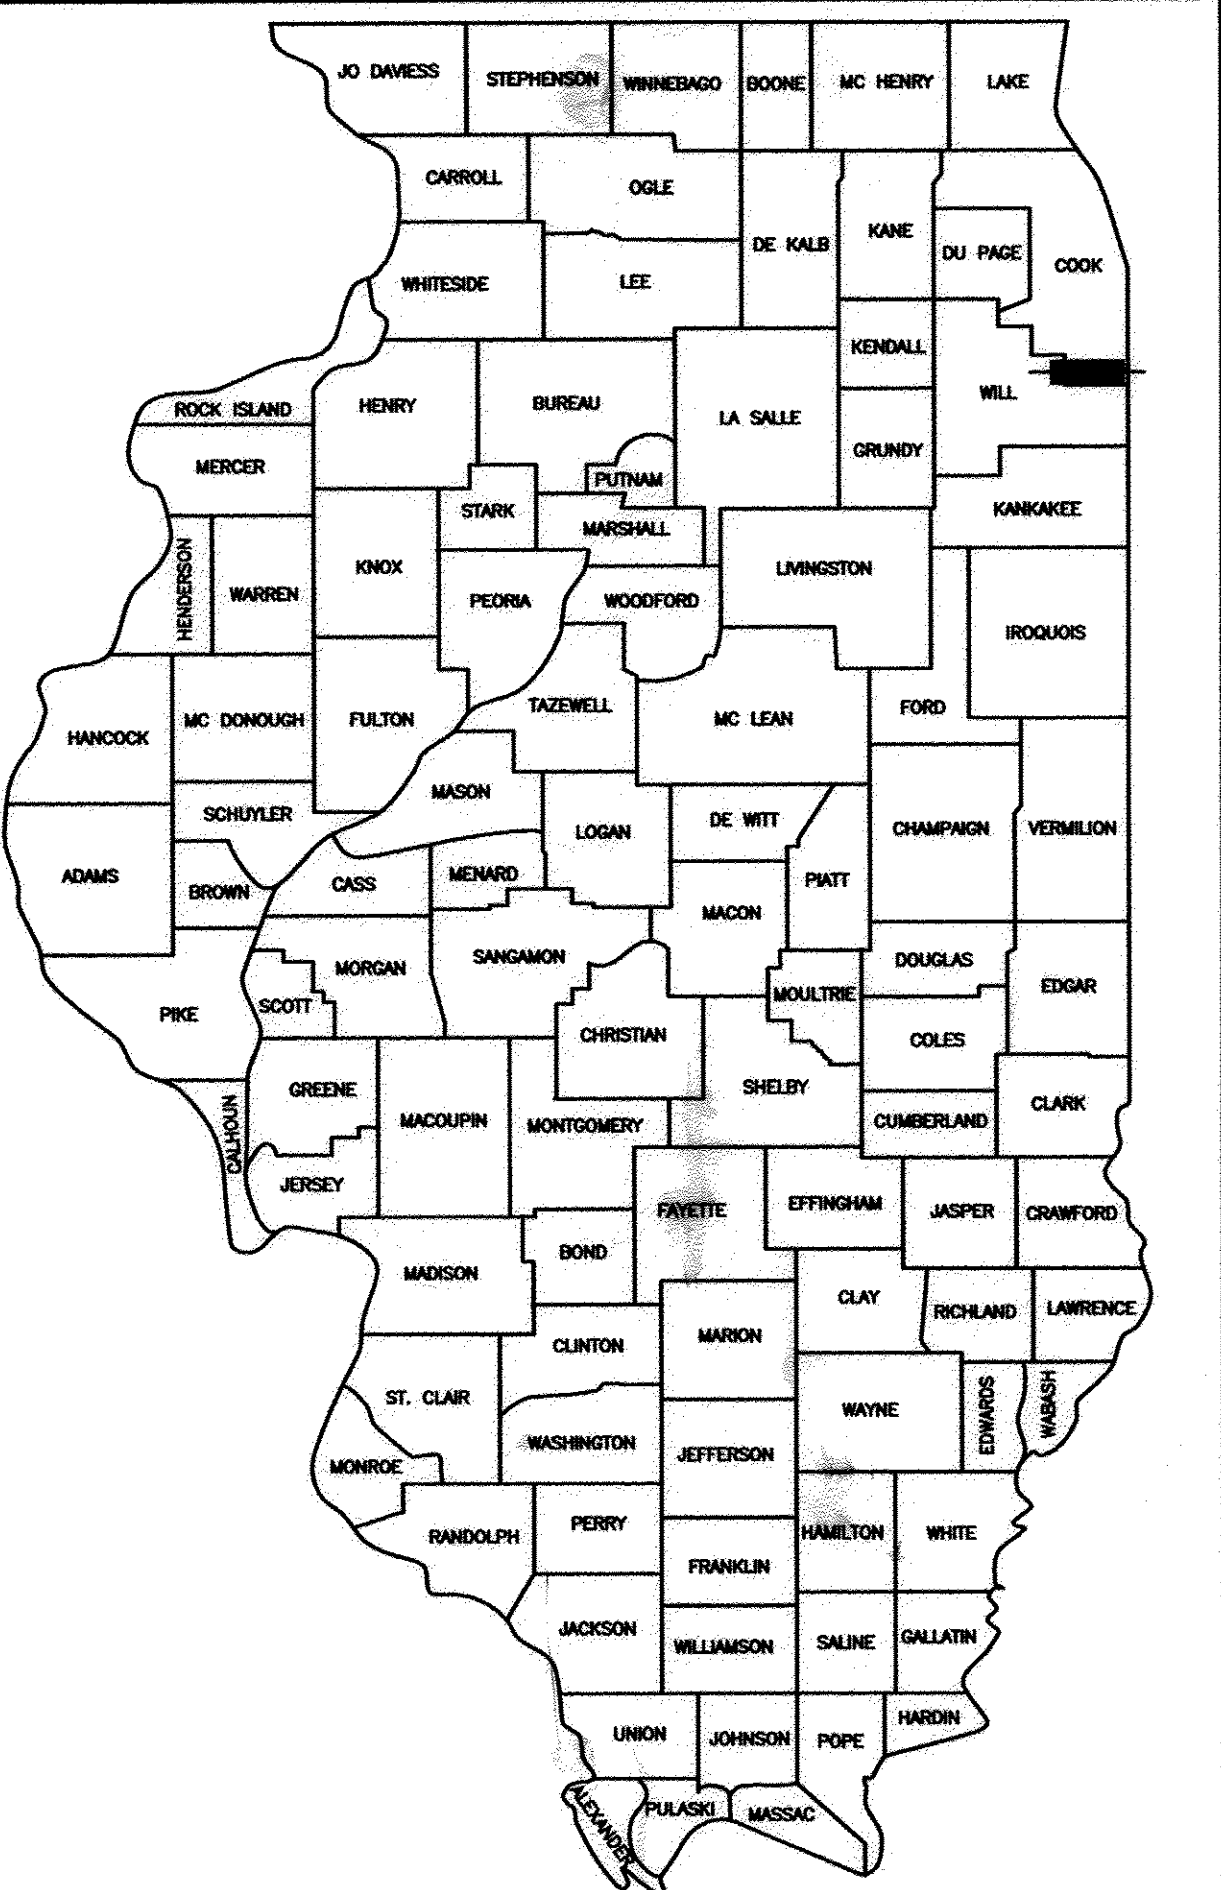 JO DAVIESS
STEPHENSON
WINNEBAGO
BOONE
MC HENRY
LAKE
CARROLL
OGLE
DE KALB
KANE
DU PAGE
COOK
WHITESIDE
LEE
KENDALL
WILL
ROCK ISLAND
HENRY
BUREAU
LA SALLE
GRUNDY
MERCER
PUTNAM
STARK
MARSHALL
KANKAKEE
HENDERSON
WARREN
KNOX
PEORIA
WOODFORD
LIVINGSTON
IROQUOIS
HANCOCK
MC DONOUGH
FULTON
TAZEWELL
MC LEAN
FORD
SCHUYLER
MASON
LOGAN
DE WITT
CHAMPAIGN
VERMILION
ADAMS
BROWN
CASS
MENARD
PIATT
MACON
MORGAN
SANGAMON
DOUGLAS
EDGAR
PIKE
SCOTT
CHRISTIAN
MOULTRIE
COLES
GREENE
MACOUPIN
MONTGOMERY
SHELBY
CUMBERLAND
CLARK
CALHOUN
JERSEY
FAYETTE
EFFINGHAM
JASPER
CRAWFORD
MADISON
BOND
CLAY
RICHLAND
LAWRENCE
CLINTON
MARION
ST. CLAIR
WAYNE
EDWARDS
WABASH
WASHINGTON
JEFFERSON
MONROE
RANDOLPH
PERRY
HAMILTON
WHITE
FRANKLIN
JACKSON
WILLIAMSON
SALINE
GALLATIN
UNION
JOHNSON
POPE
HARDIN
ALEXANDER
PULASKI
MASSAC